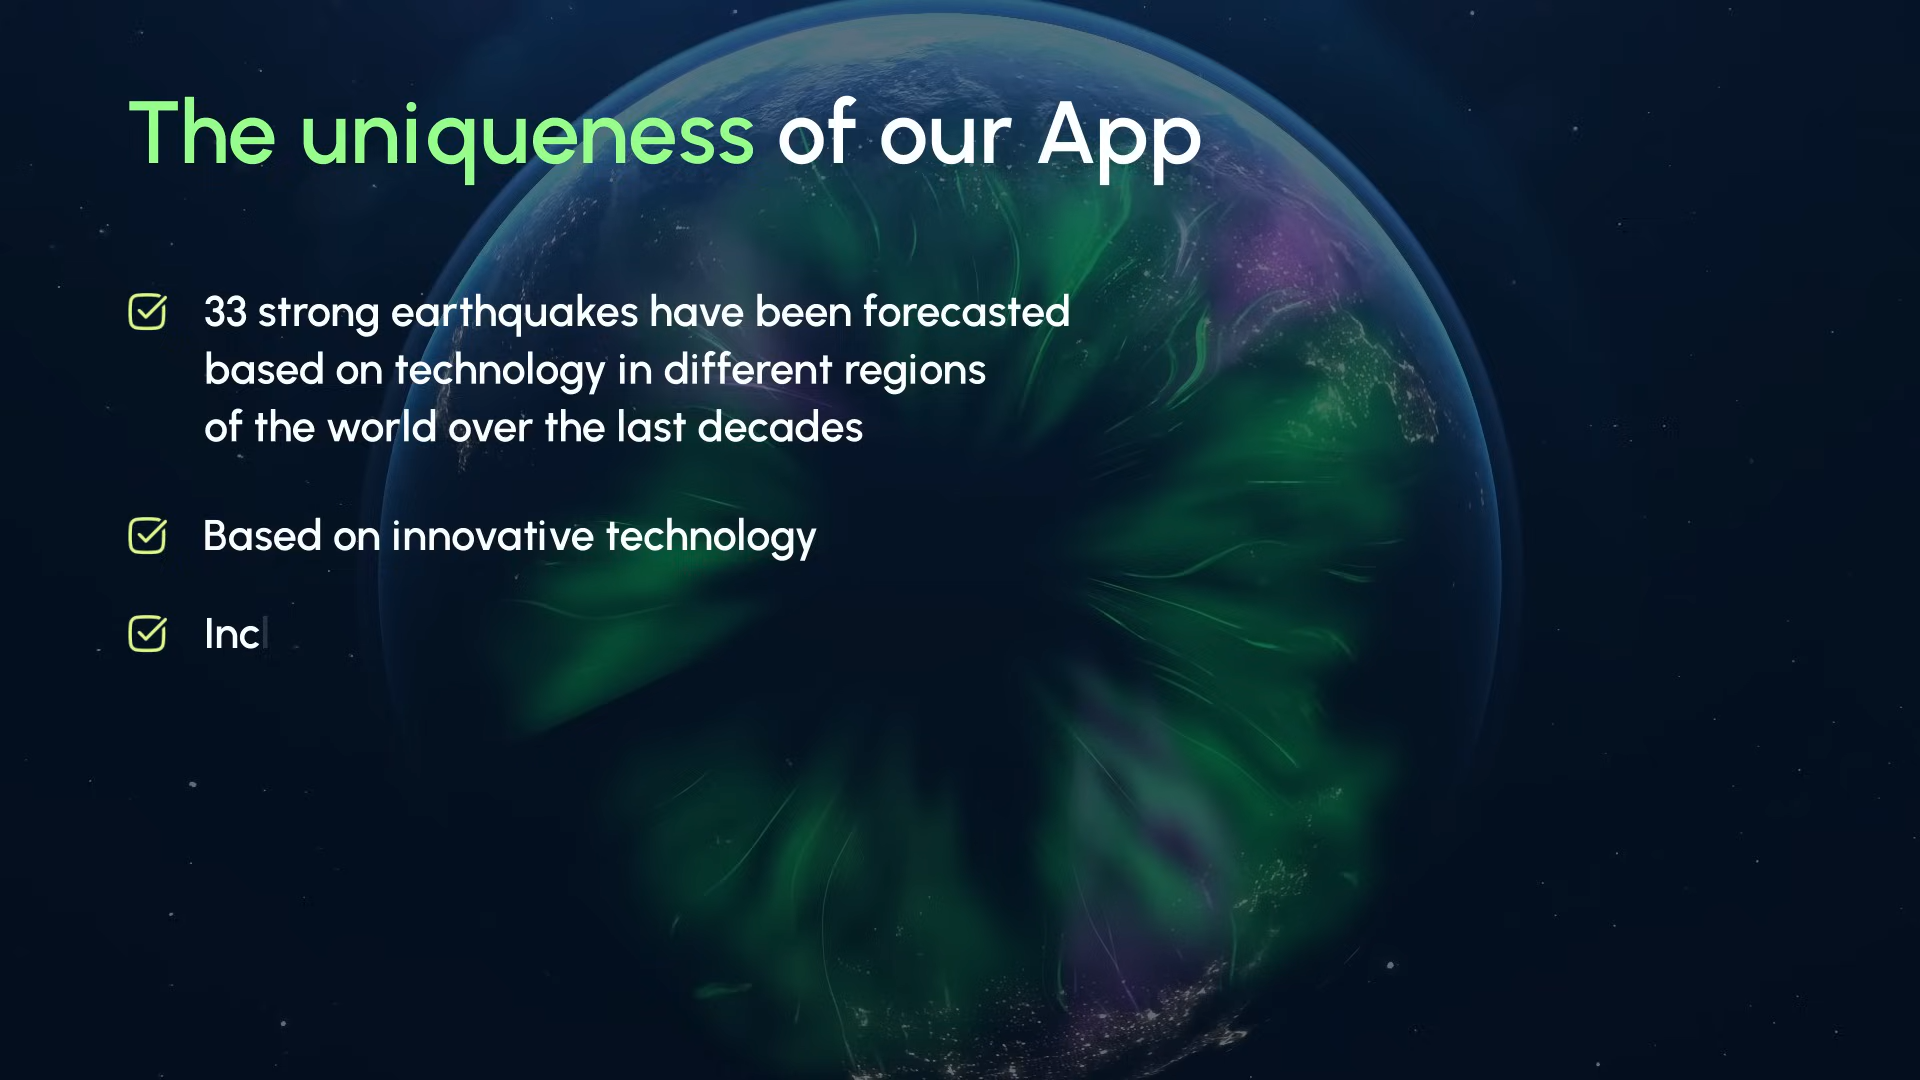 The uniqueness of our App
33 strong earthquakes have been forecasted
based on technology in different regions
of the world over the last decades
Based on innovative technology
Incl